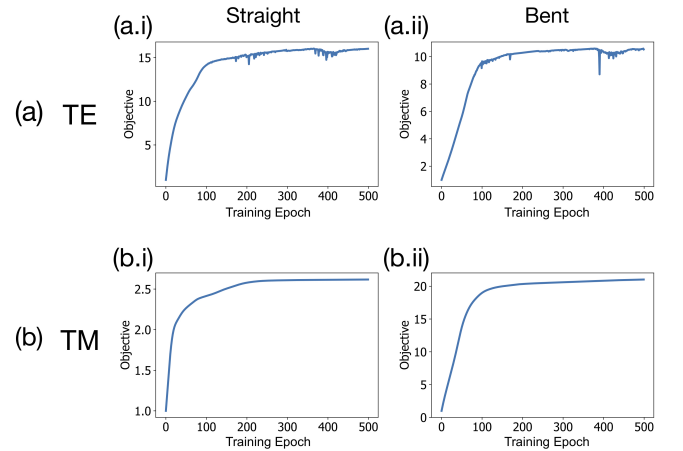 Straight
Bent
(a.i)
(a.ii)
(a) TE
Objective
15
10
5
0 100 200 300 400 500
Training Epoch
Objective
10
8
6
4
2
0 100 200 300 400 500
Training Epoch
(b.i)
(b.ii)
(b) TM
Objective
2.5
2.0
1.5
1.0
0 100 200 300 400 500
Training Epoch
Objective
20
15
10
5
0
0 100 200 300 400 500
Training Epoch